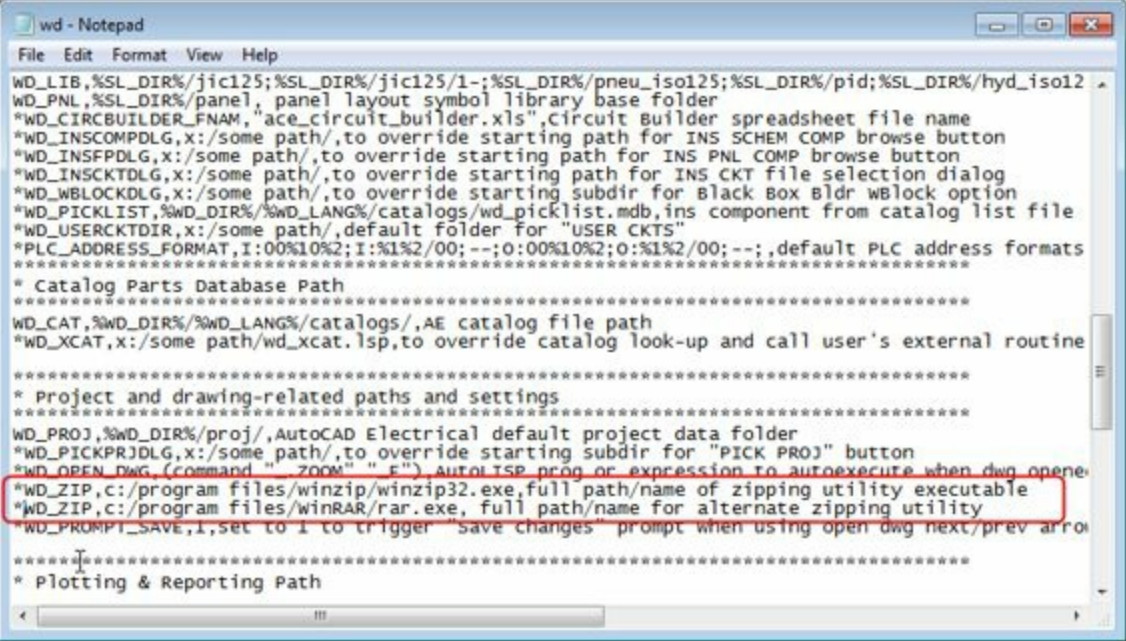 wd - Notepad
File Edit Format View Help
WD_LIB,%SL_DIR%/jic125;%SL_DIR%/jic125/1-;%SL_DIR%/pneu_iso125;%SL_DIR%/pid;%SL_DIR%/hyd_iso12
WD_PNL,%SL_DIR%/panel, panel layout symbol library base folder
*WD_CIRCBUILDER_FNAM,"ace_circuit_builder.xls",Circuit Builder spreadsheet file name
*WD_INSCOMPDLG,x:/some path/,to override starting path for INS SCHEM COMP browse button
*WD_INSFPDLG,x:/some path/,to override starting path for INS PNL COMP browse button
*WD_INSCKTDLG,x:/some path/,to override starting path for INS CKT file selection dialog
*WD_WBLOCKDLG,x:/some path/,to override starting subdir for Black Box Bldr WBlock option
*WD_PICKLIST,%WD_DIR%/%WD_LANG%/catalogs/wd_picklist.mdb,ins component from catalog list file
*WD_USERCKTDIR,x:/some path/,default folder for "USER CKTS"
*PLC_ADDRESS_FORMAT,I:00%10%2;I:%1%2/00;--;O:00%10%2;O:%1%2/00;--;,default PLC address formats
******************************************************************************************
* Catalog Parts Database Path
******************************************************************************************
WD_CAT,%WD_DIR%/%WD_LANG%/catalogs/,AE catalog file path
*WD_XCAT,x:/some path/wd_xcat.lsp,to override catalog look-up and call user's external routine
******************************************************************************************
* Project and drawing-related paths and settings
******************************************************************************************
WD_PROJ,%WD_DIR%/proj/,AutoCAD Electrical default project data folder
*WD_PICKPRJDLG,x:/some path/,to override starting subdir for "PICK PROJ" button
*WD_OPEN_DWG,(command "_.ZOOM" "_E"),AutoLISP prog or expression to autoexecute when dwg opene
*WD_ZIP,c:/program files/winzip/winzip32.exe,full path/name of zipping utility executable
*WD_ZIP,c:/program files/winRAR/rar.exe, full path/name for alternate zipping utility
*WD_PROMPT_SAVE,1,set to 1 to trigger "Save Changes" prompt when using open dwg next/prev arro
******************************************************************************************
* Plotting & Reporting Path